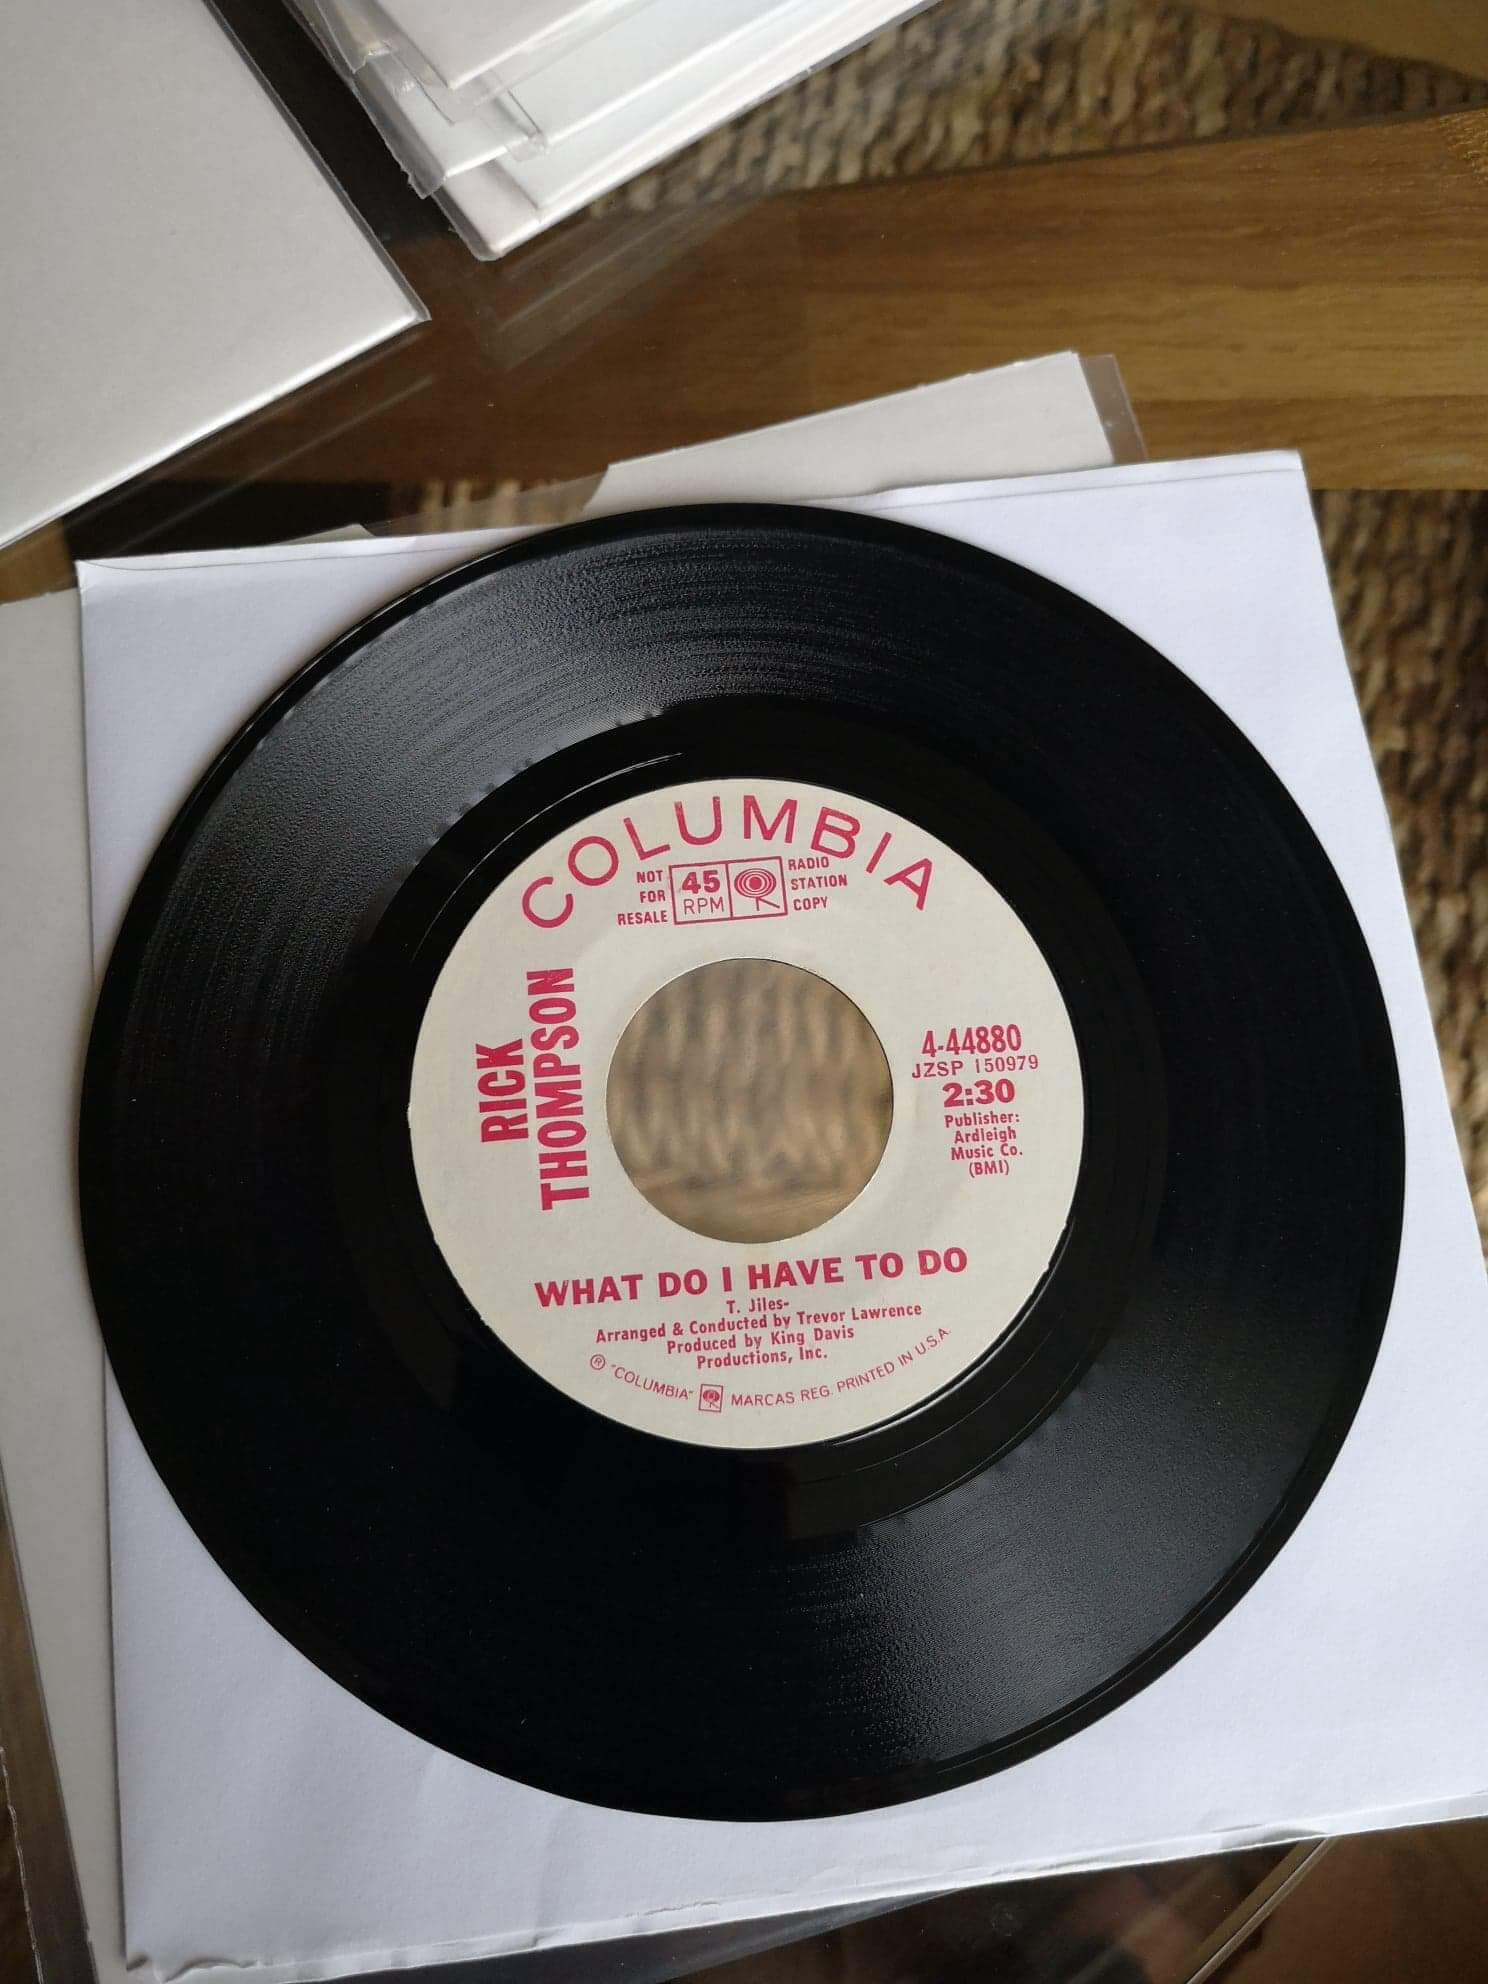 COLUMBIA
NOT
FOR
RESALE
45
RPM
RADIO
STATION
COPY
RICK
THOMPSON
4-44880
JZSP 150979
2:30
Publisher:
Ardleigh
Music Co.
(BMI)
WHAT DO I HAVE TO DO
T. Jiles-
Arranged & Conducted by Trevor Lawrence
Produced by King Davis
Productions, Inc.
® "COLUMBIA" MARCAS REG. PRINTED IN U.S.A.